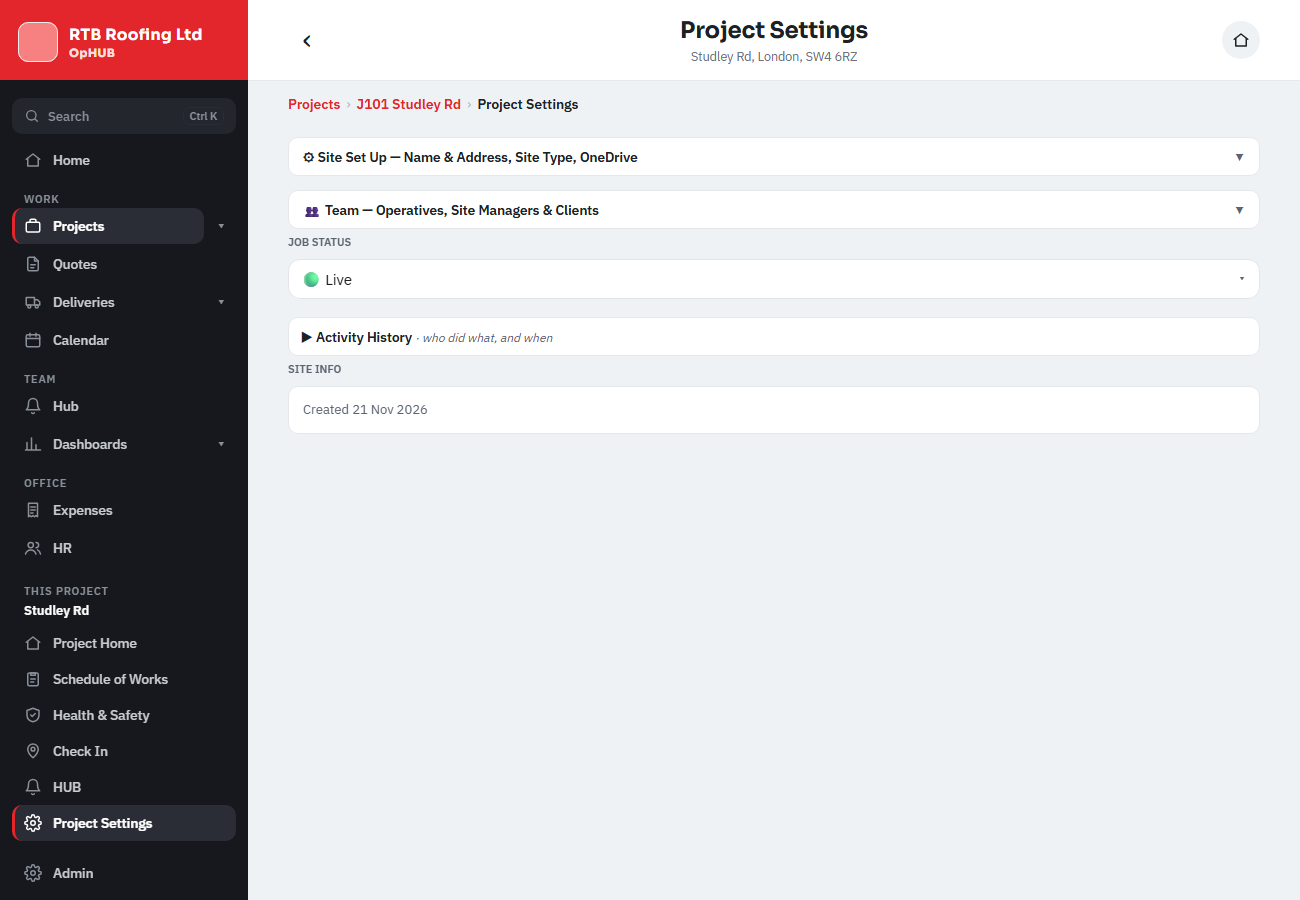 RTB Roofing Ltd
OpHUB
Search
Ctrl K
Home
WORK
Projects
Quotes
Deliveries
Calendar
TEAM
Hub
Dashboards
OFFICE
Expenses
HR
THIS PROJECT
Studley Rd
Project Home
Schedule of Works
Health & Safety
Check In
HUB
Project Settings
Admin
Project Settings
Studley Rd, London, SW4 6RZ
Projects › J101 Studley Rd › Project Settings
⚙ Site Set Up — Name & Address, Site Type, OneDrive ▼
👥 Team — Operatives, Site Managers & Clients ▼
JOB STATUS
🟢 Live
▶ Activity History · who did what, and when
SITE INFO
Created 21 Nov 2026